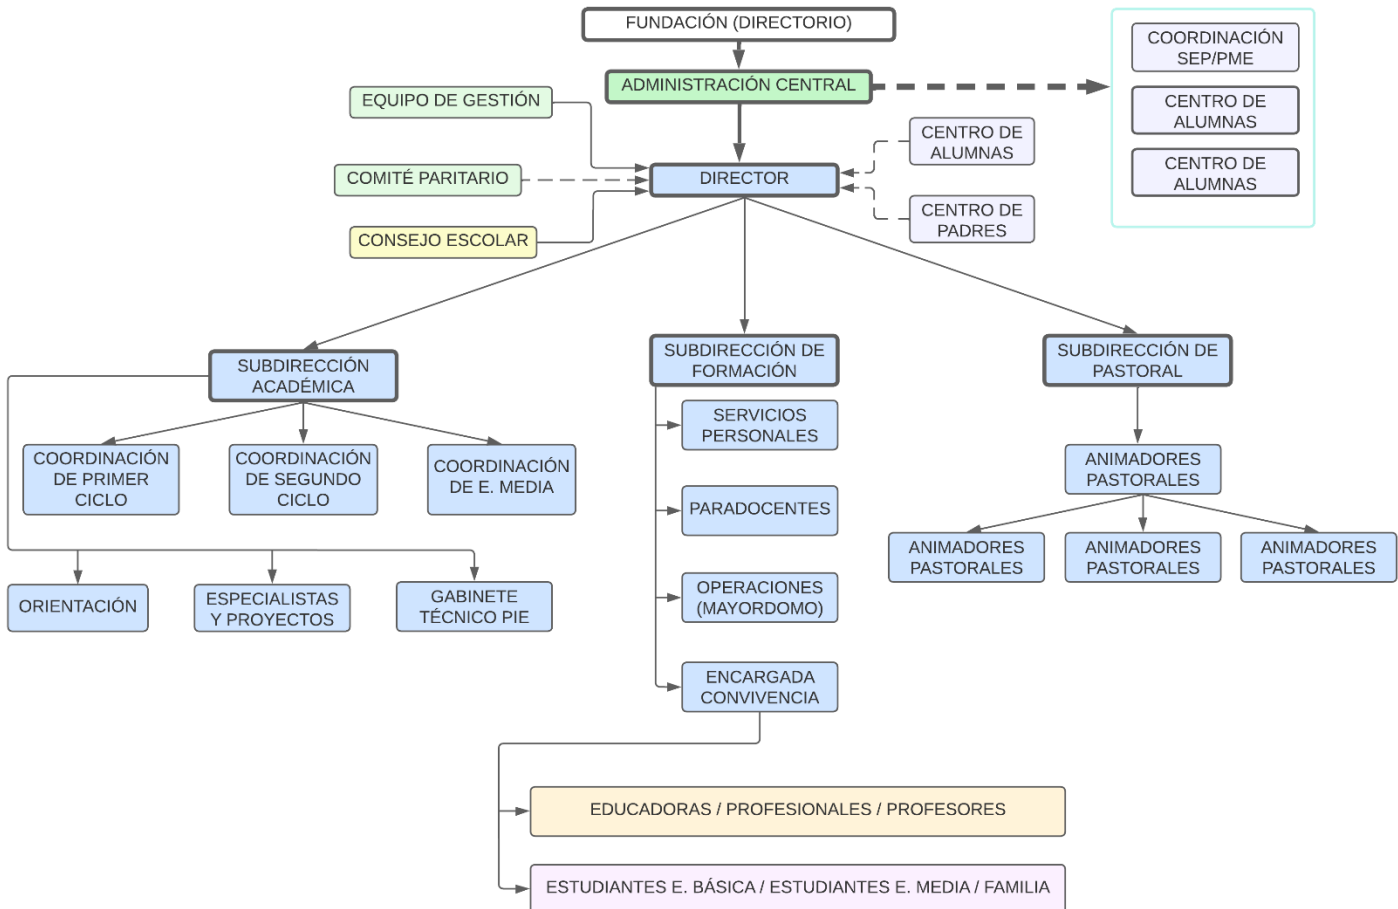 FUNDACIÓN (DIRECTORIO)
ADMINISTRACIÓN CENTRAL
COORDINACIÓN
SEP/PME
CENTRO DE
ALUMNAS
CENTRO DE
ALUMNAS
EQUIPO DE GESTIÓN
COMITÉ PARITARIO
CONSEJO ESCOLAR
DIRECTOR
CENTRO DE
ALUMNAS
CENTRO DE
PADRES
SUBDIRECCIÓN
ACADÉMICA
COORDINACIÓN
DE PRIMER
CICLO
COORDINACIÓN
DE SEGUNDO
CICLO
COORDINACIÓN
DE E. MEDIA
ORIENTACIÓN
ESPECIALISTAS
Y PROYECTOS
GABINETE
TÉCNICO PIE
SUBDIRECCIÓN DE
FORMACIÓN
SERVICIOS
PERSONALES
PARADOCENTES
OPERACIONES
(MAYORDOMO)
ENCARGADA
CONVIVENCIA
SUBDIRECCIÓN DE
PASTORAL
ANIMADORES
PASTORALES
ANIMADORES
PASTORALES
ANIMADORES
PASTORALES
ANIMADORES
PASTORALES
EDUCADORAS / PROFESIONALES / PROFESORES
ESTUDIANTES E. BÁSICA / ESTUDIANTES E. MEDIA / FAMILIA